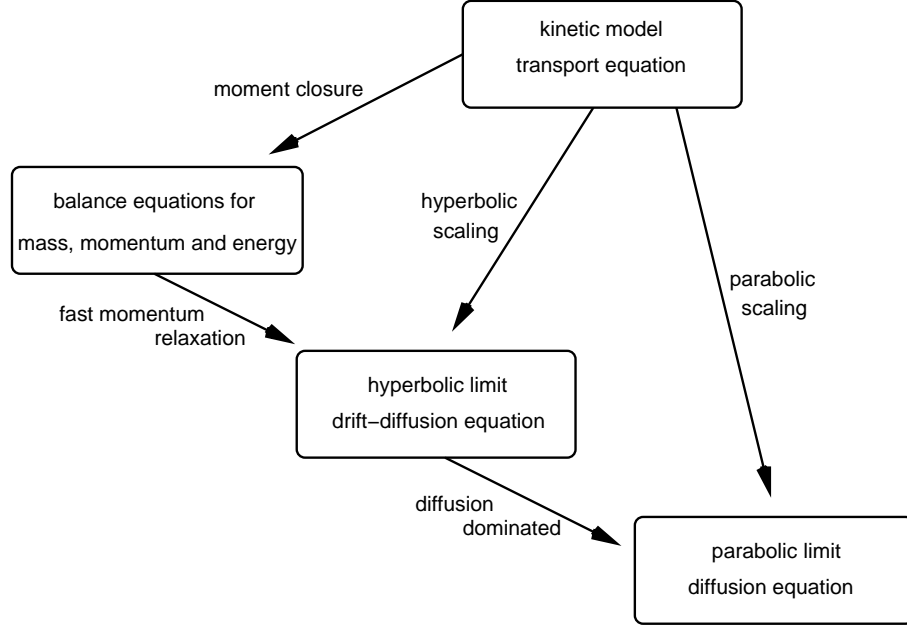 kinetic model
transport equation
moment closure
balance equations for
mass, momentum and energy
hyperbolic
scaling
parabolic
scaling
fast momentum
relaxation
hyperbolic limit
drift−diffusion equation
diffusion
dominated
parabolic limit
diffusion equation